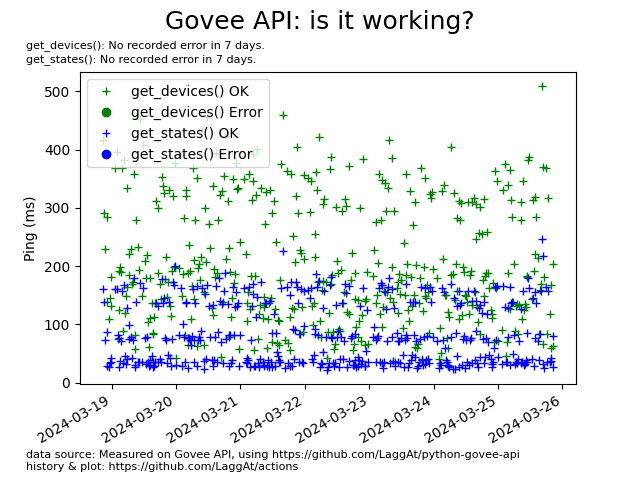 Govee API: is it working?
get_devices(): No recorded error in 7 days.
get_states(): No recorded error in 7 days.
get_devices() OK
get_devices() Error
get_states() OK
get_states() Error
Ping (ms)
500
400
300
200
100
0
2024-03-19
2024-03-20
2024-03-21
2024-03-22
2024-03-23
2024-03-24
2024-03-25
2024-03-26
data source: Measured on Govee API, using https://github.com/LaggAt/python-govee-api
history & plot: https://github.com/LaggAt/actions